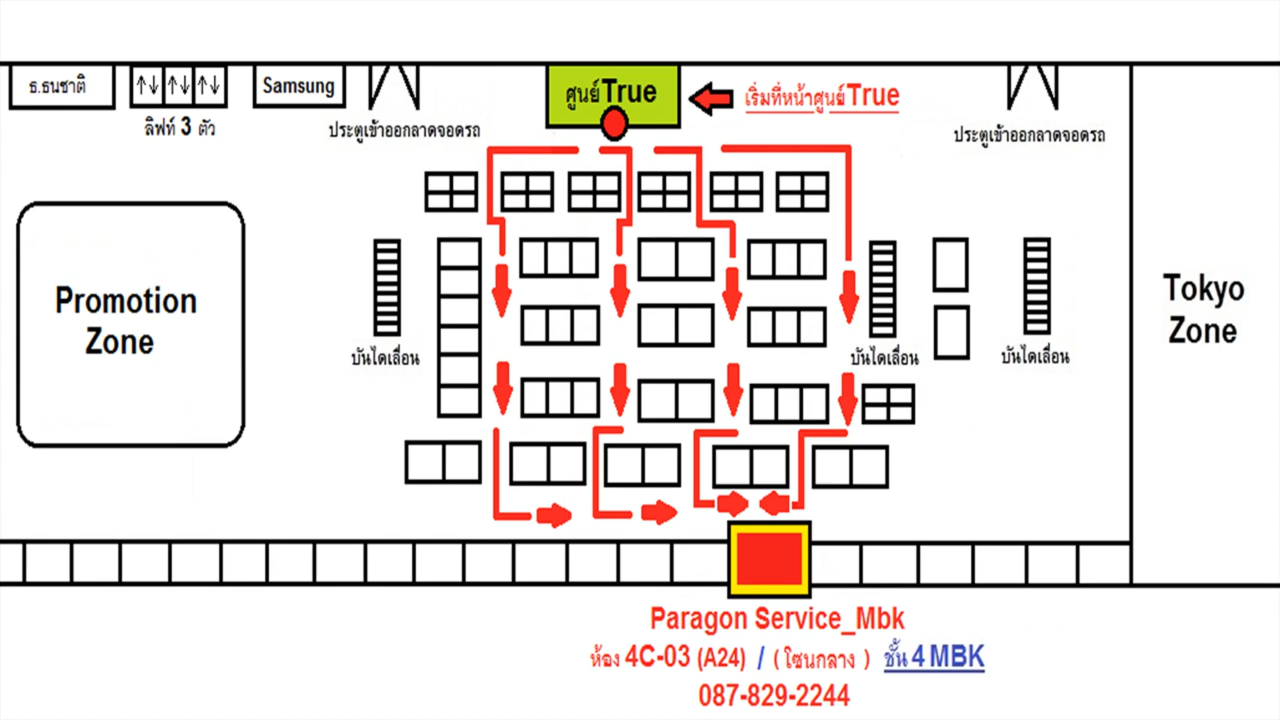 ธ.ธนชาติ
ลิฟท์ 3 ตัว
Samsung
ประตูเข้าออกลาดจอดรถ
ศูนย์True
เริ่มที่หน้าศูนย์True
ประตูเข้าออกลาดจอดรถ
Promotion
Zone
บันไดเลื่อน
บันไดเลื่อน
บันไดเลื่อน
Tokyo
Zone
Paragon Service_Mbk
ห้อง 4C-03 (A24) / ( โซนกลาง ) ชั้น 4 MBK
087-829-2244